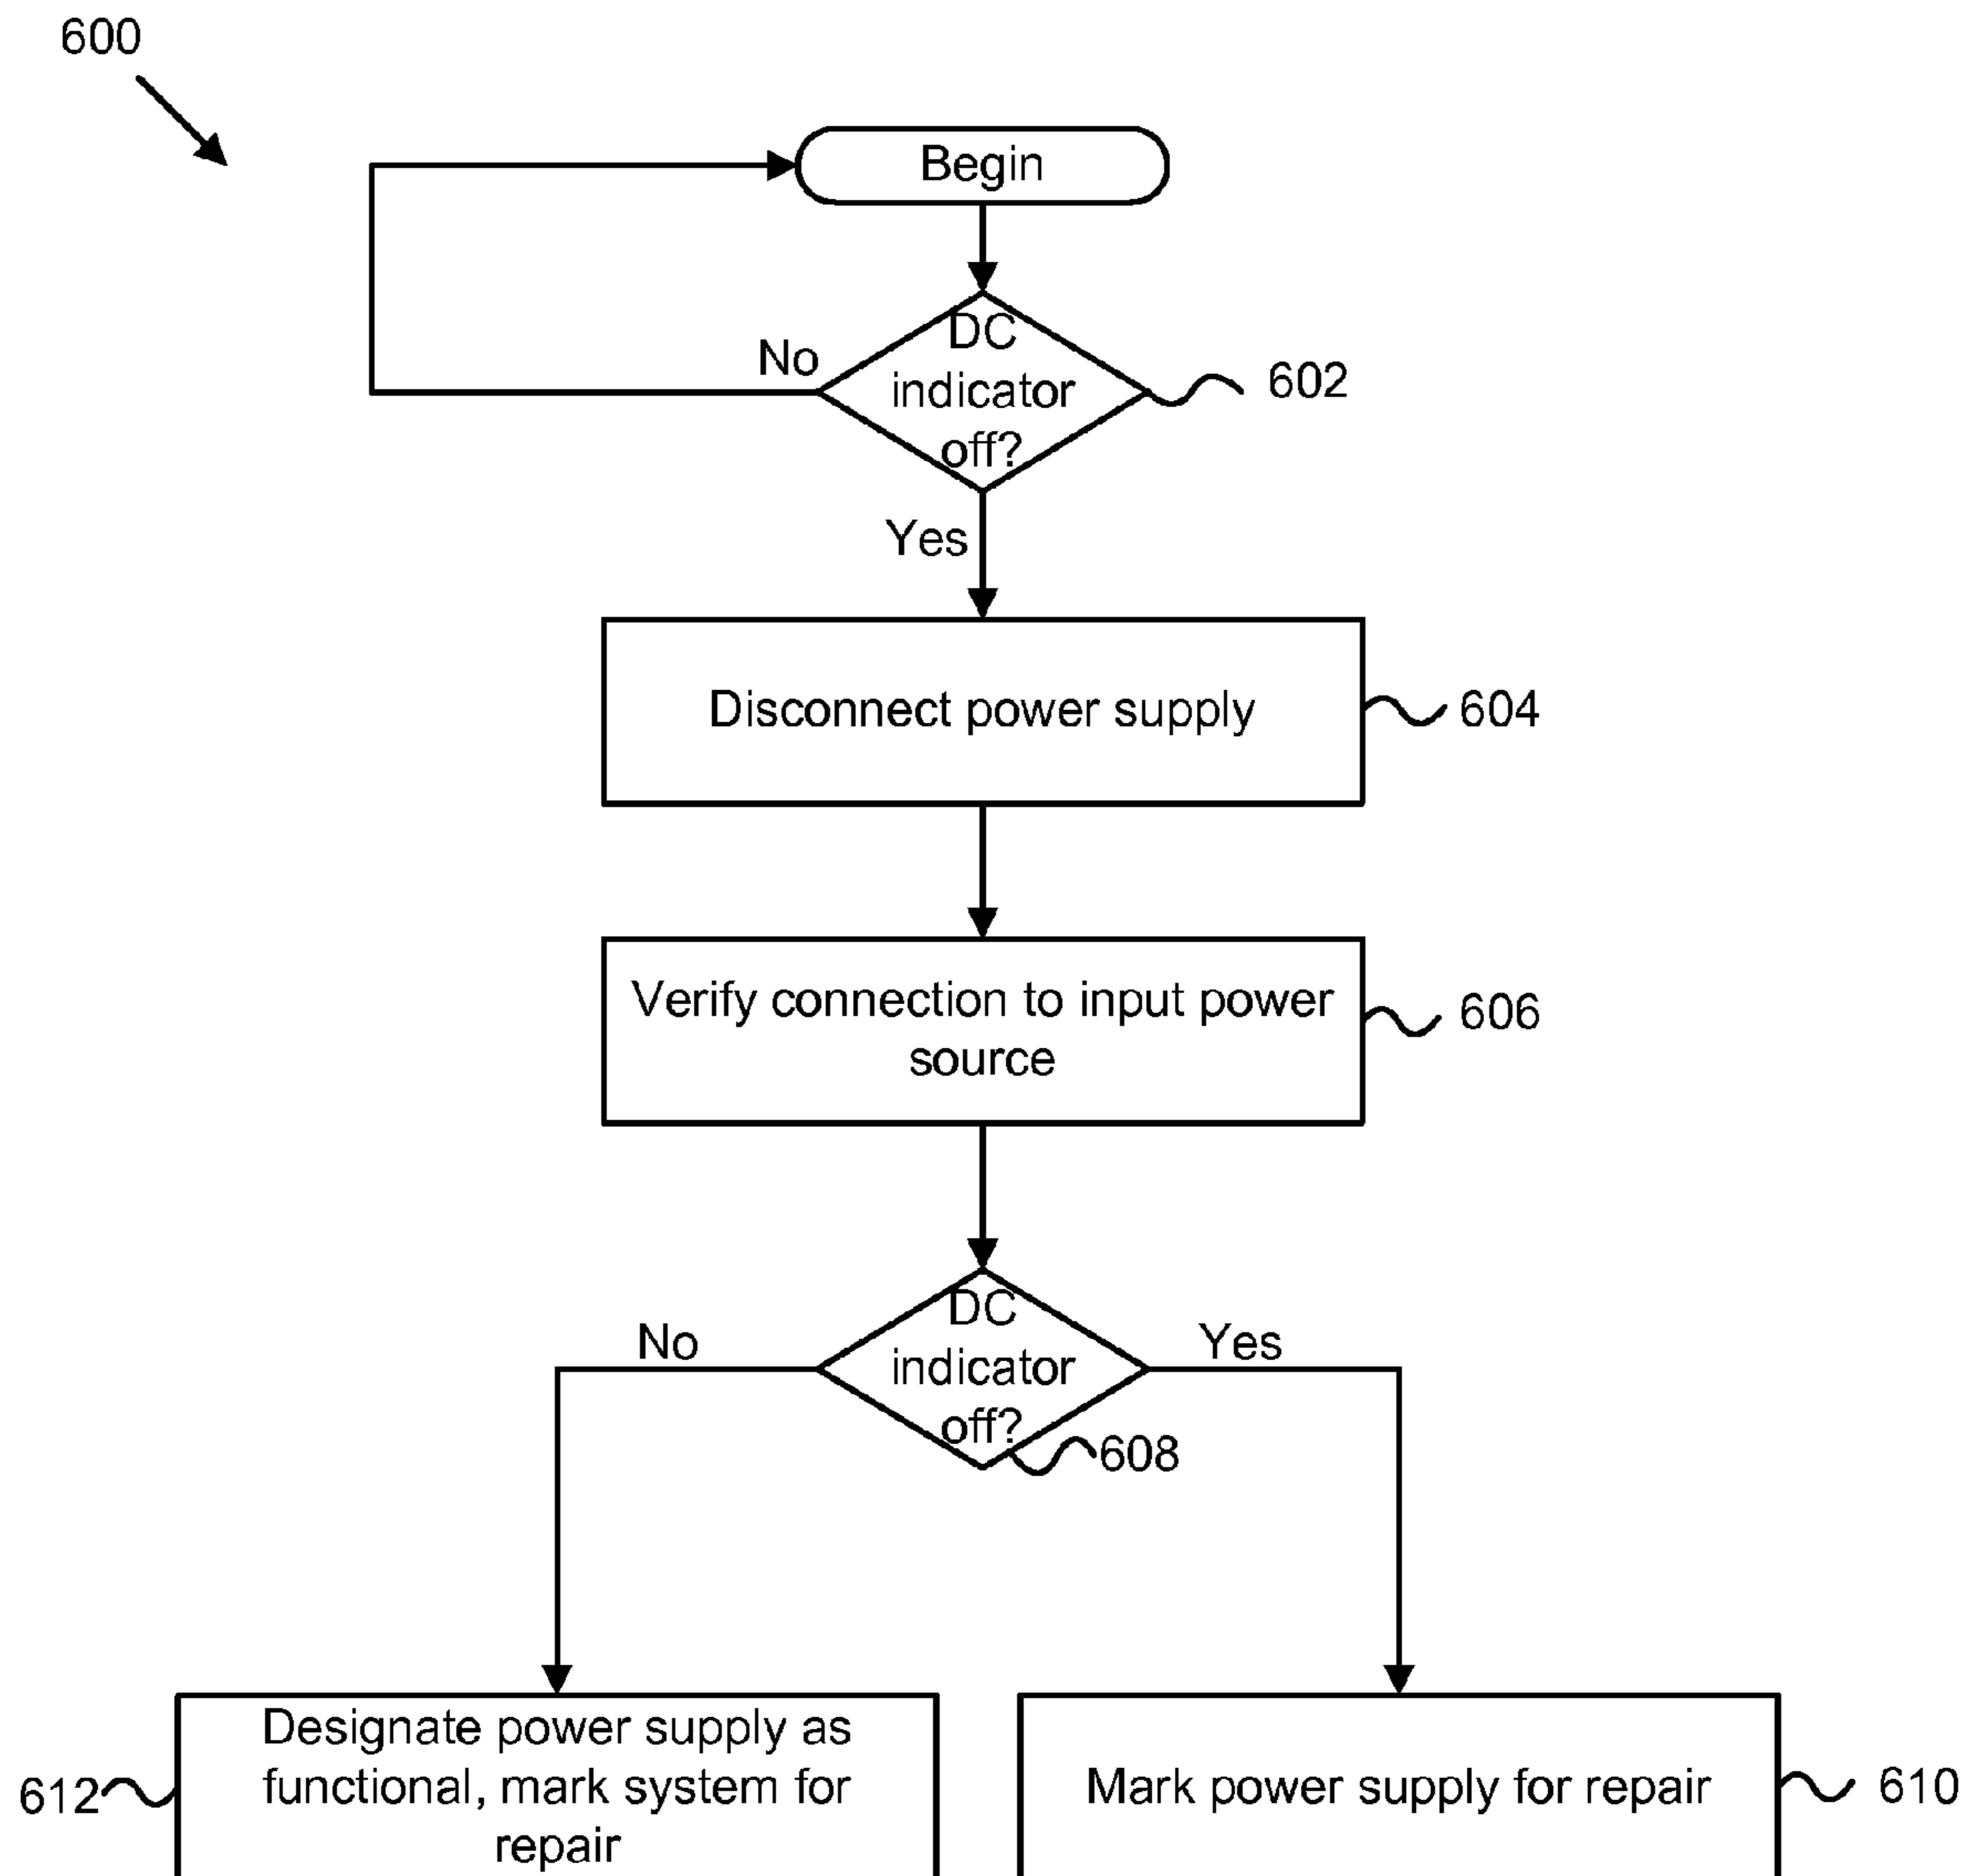 600
Begin
DC
indicator
off?
No
602
Yes
Disconnect power supply
604
Verify connection to input power
source
606
DC
indicator
off?
No
Yes
608
Designate power supply as
functional, mark system for
repair
612
Mark power supply for repair
610